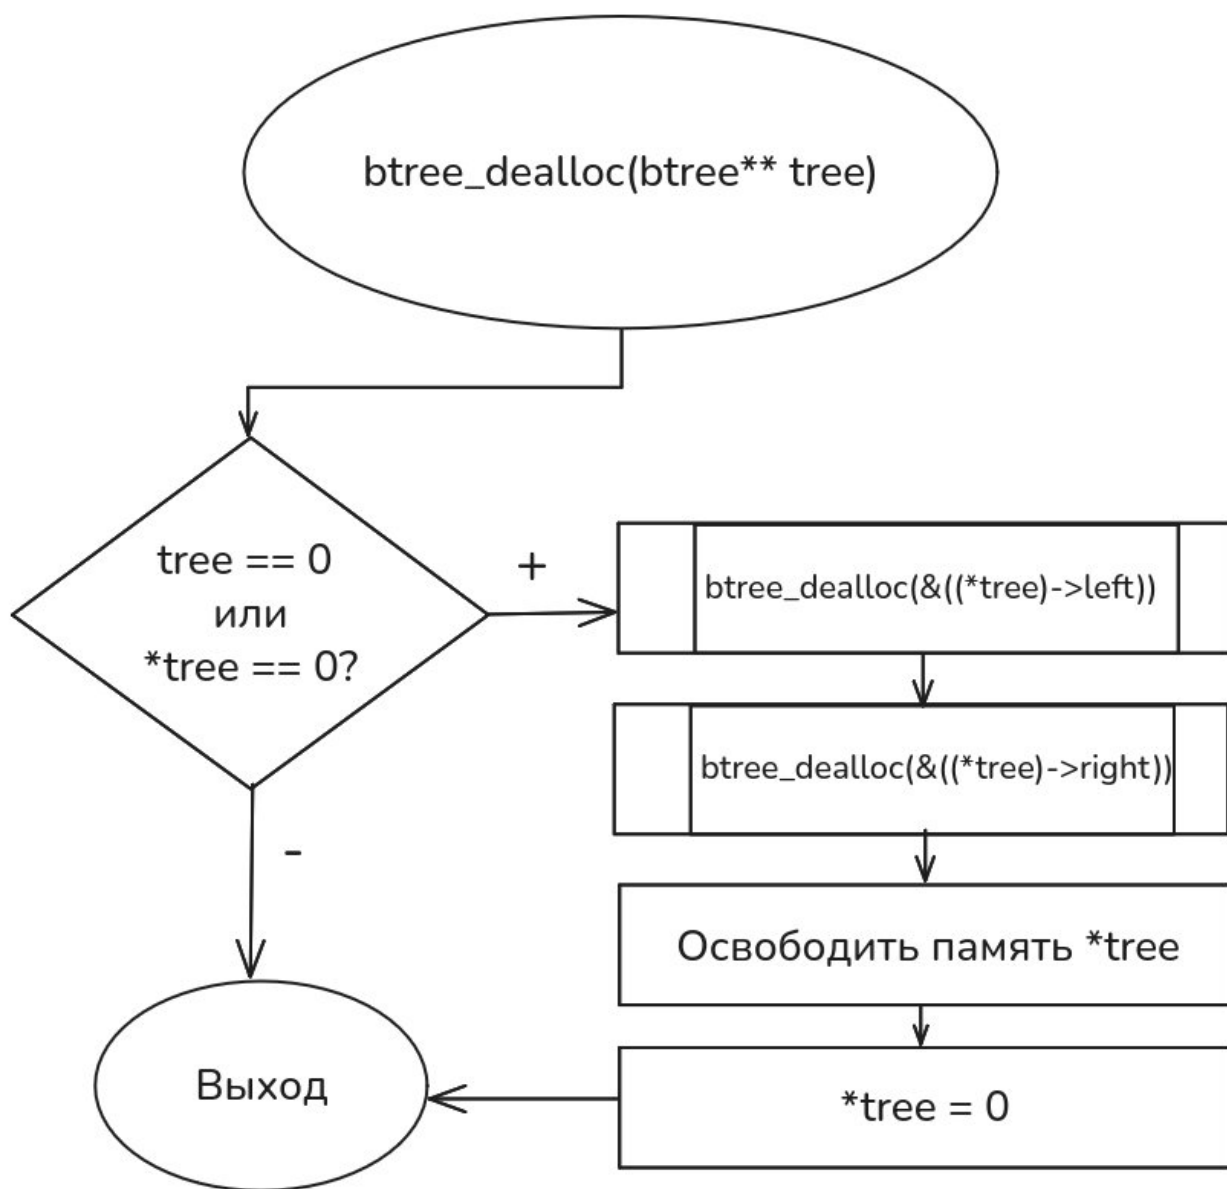 btree_dealloc(btree** tree)
tree == 0
или
*tree == 0?
+
btree_dealloc(&((*tree)->left))
btree_dealloc(&((*tree)->right))
-
Освободить память *tree
Выход
*tree = 0